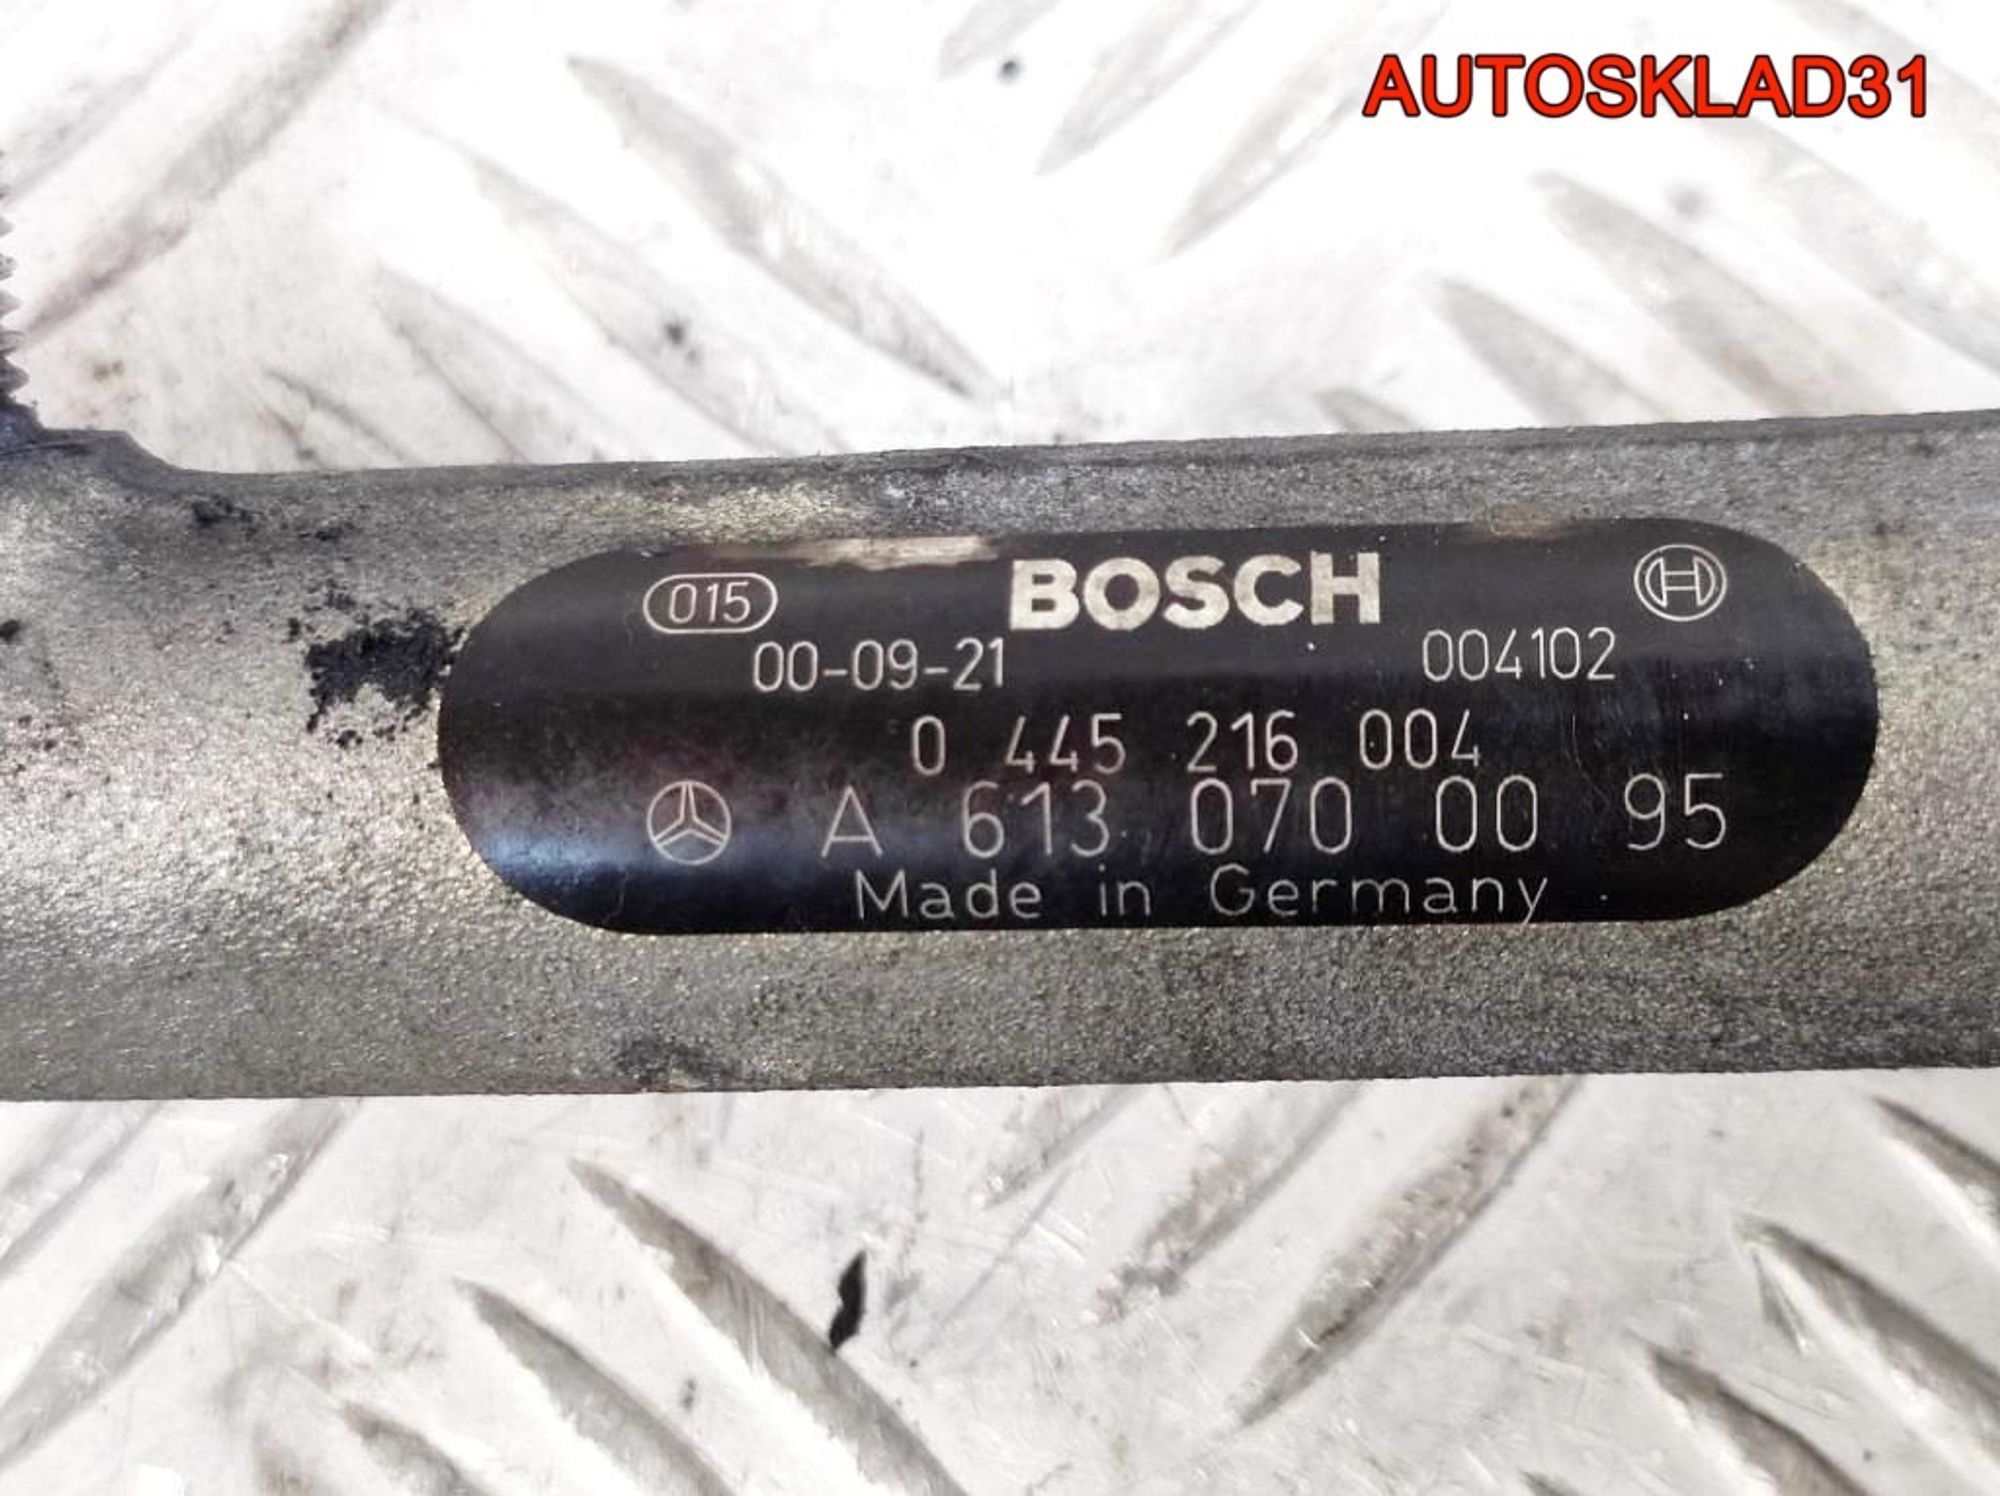 AUTOSKLAD31
015 BOSCH
00-09-21 004102
0 445 216 004
A 613 070 00 95
Made in Germany